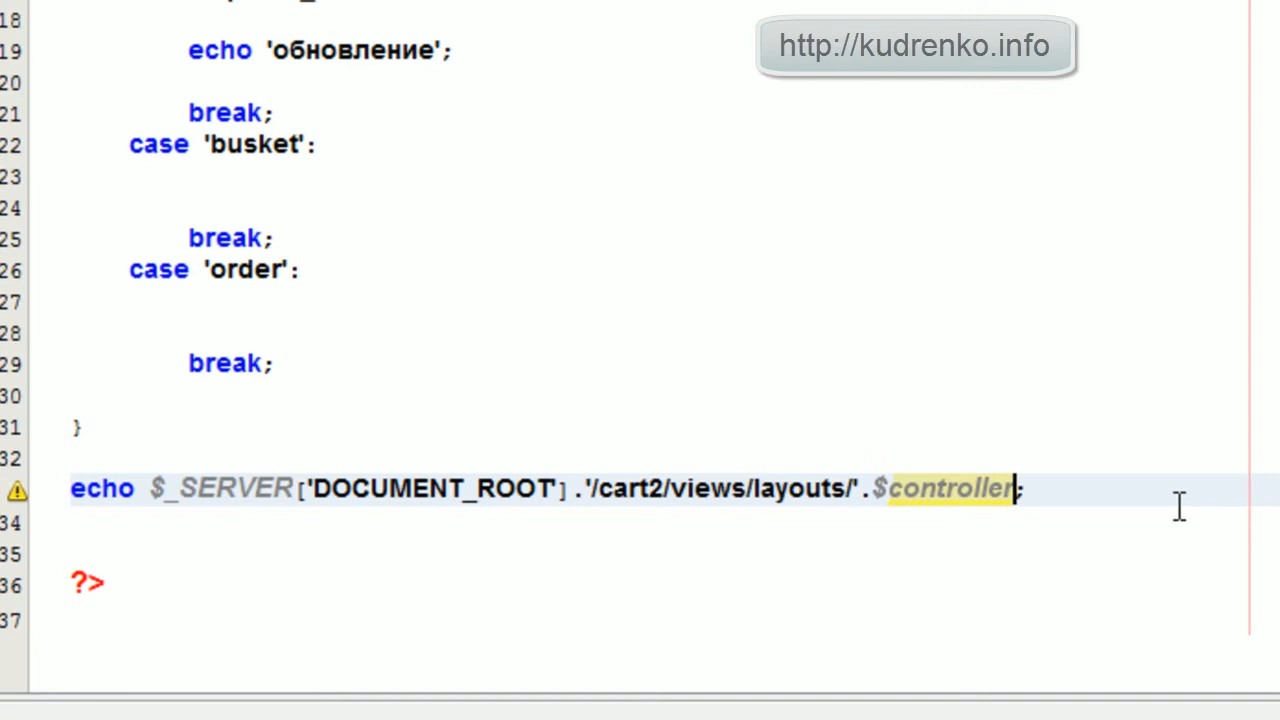 18
http://kudrenko.info
19 echo 'обновление';
20
21 break;
22 case 'busket':
23
24
25 break;
26 case 'order':
27
28
29 break;
30
31 }
32
echo $_SERVER['DOCUMENT_ROOT'].'/cart2/views/layouts/'.$controller;
34
35
36 ?>
37